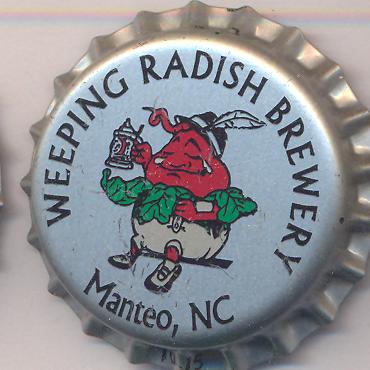 WEEPING RADISH BREWERY
Manteo, NC